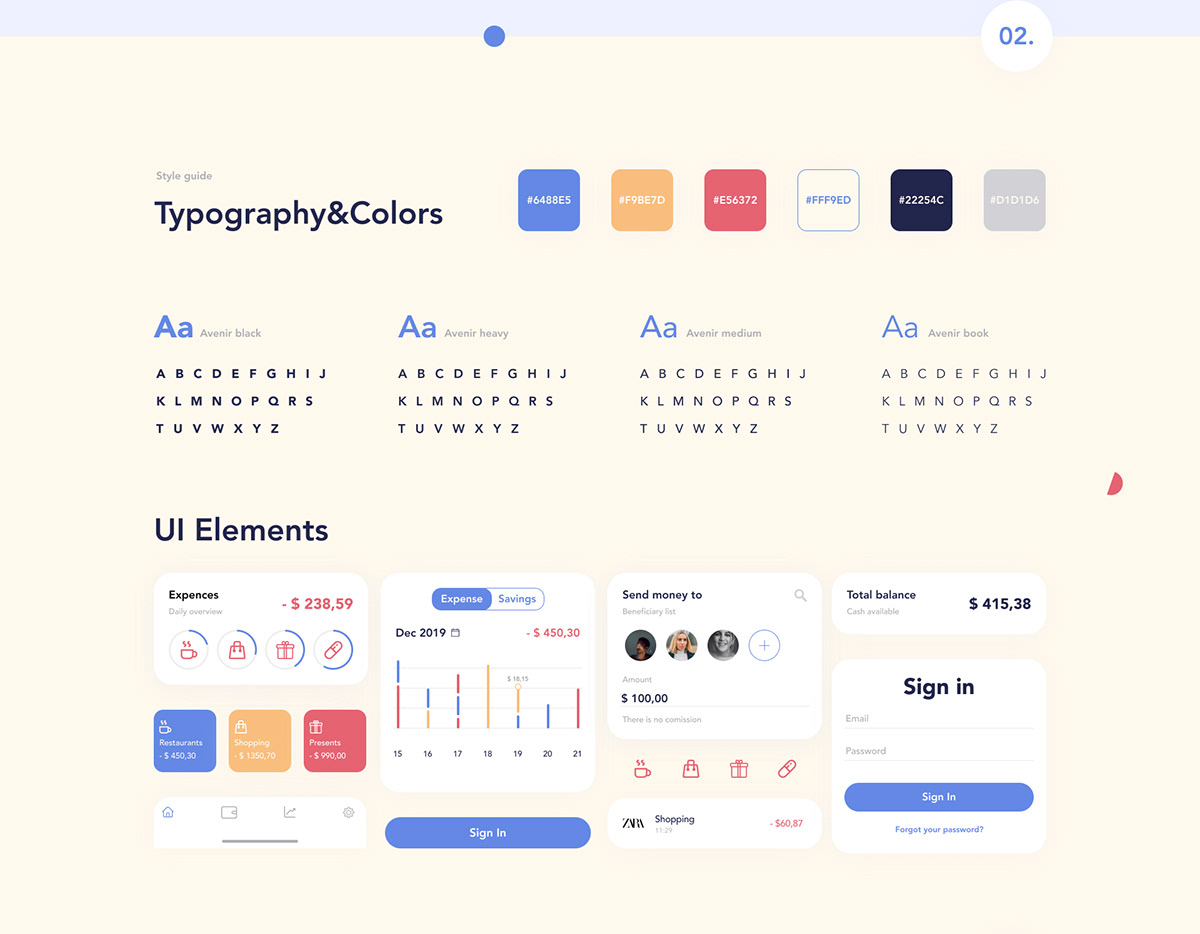 02.
Style guide
Typography&Colors
#6488E5
#F9BE7D
#E56372
#FFF9ED
#22254C
#D1D1D6
Aa Avenir black
A B C D E F G H I J
K L M N O P Q R S
T U V W X Y Z
Aa Avenir heavy
A B C D E F G H I J
K L M N O P Q R S
T U V W X Y Z
Aa Avenir medium
A B C D E F G H I J
K L M N O P Q R S
T U V W X Y Z
Aa Avenir book
A B C D E F G H I J
K L M N O P Q R S
T U V W X Y Z
UI Elements
Expences
Daily overview
- $ 238,59
Restaurants
- $ 450,30
Shopping
- $ 1350,70
Presents
- $ 990,00
Expense Savings
Dec 2019 - $ 450,30
$ 18,15
15 16 17 18 19 20 21
Sign In
Send money to
Beneficiary list
Amount
$ 100,00
There is no comission
ZARA
Shopping
11:29
- $60,87
Total balance
Cash available
$ 415,38
Sign in
Email
Password
Sign In
Forgot your password?